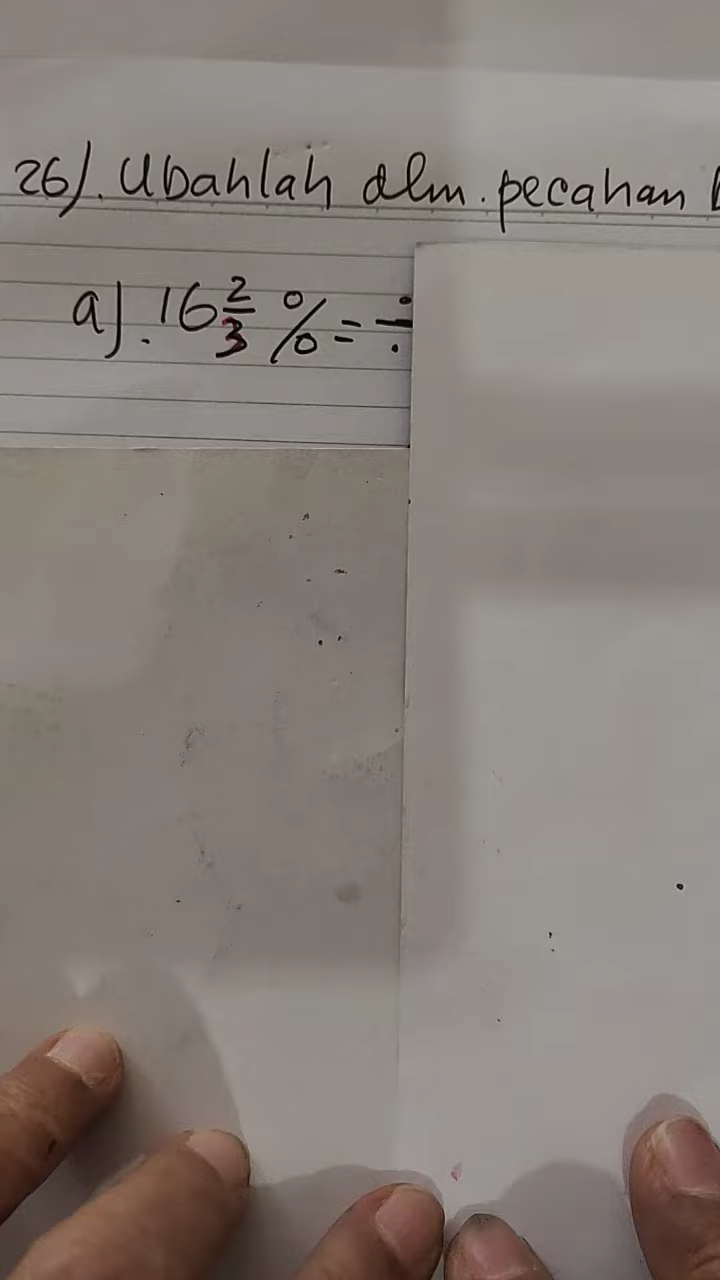 26). Ubahlah dlm. pecahan
a). 16 2/3 % = ÷